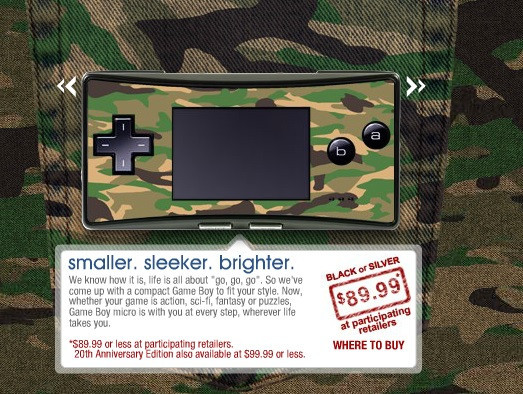 a
b
smaller. sleeker. brighter.
We know how it is, life is all about "go, go, go". So we've
come up with a compact Game Boy to fit your style. Now,
whether your game is action, sci-fi, fantasy or puzzles,
Game Boy micro is with you at every step, wherever life
takes you.
*$89.99 or less at participating retailers.
20th Anniversary Edition also available at $99.99 or less.
BLACK or SILVER
$89.99*
at participating
retailers
WHERE TO BUY